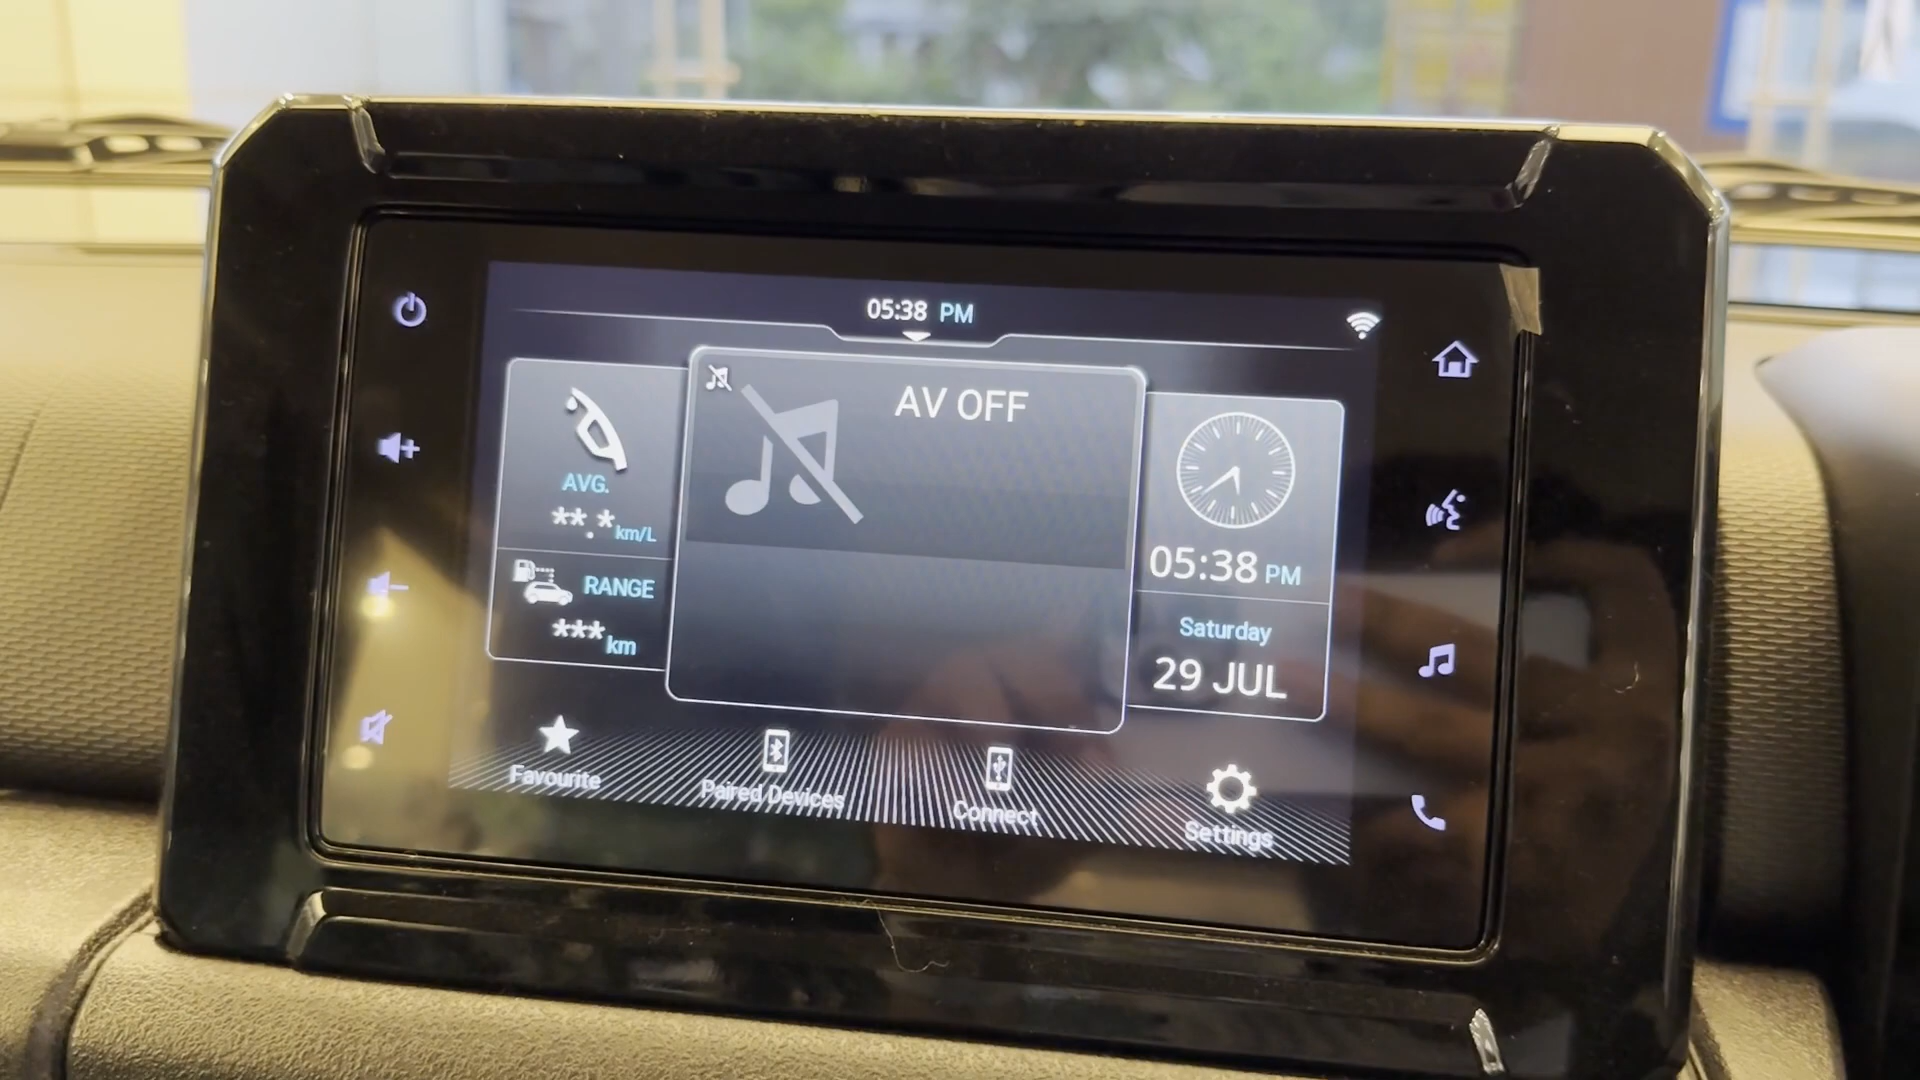 05:38 PM
AV OFF
AVG.
**.* km/L
RANGE
*** km
05:38 PM
Saturday
29 JUL
Favourite
Paired Devices
Connect
Settings